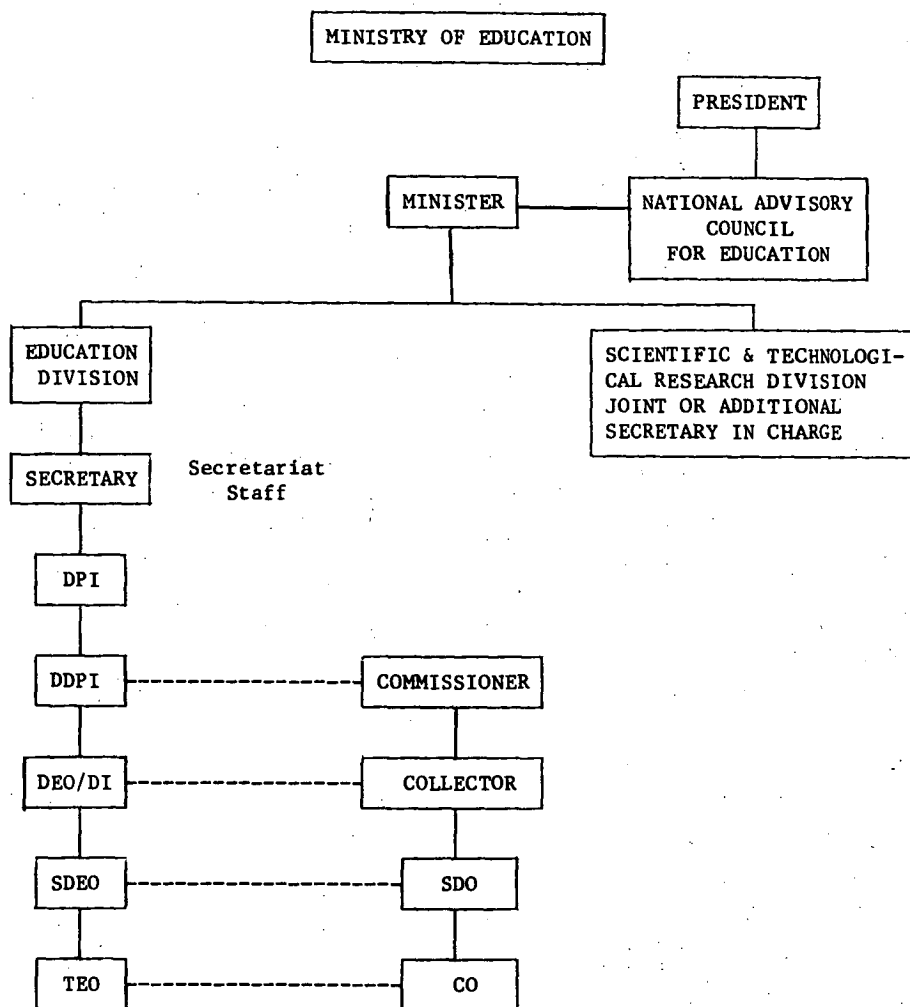 MINISTRY OF EDUCATION
PRESIDENT
MINISTER
NATIONAL ADVISORY
COUNCIL
FOR EDUCATION
EDUCATION
DIVISION
SCIENTIFIC & TECHNOLOGI-
CAL RESEARCH DIVISION
JOINT OR ADDITIONAL
SECRETARY IN CHARGE
SECRETARY
Secretariat
Staff
DPI
DDPI
COMMISSIONER
DEO/DI
COLLECTOR
SDEO
SDO
TEO
CO